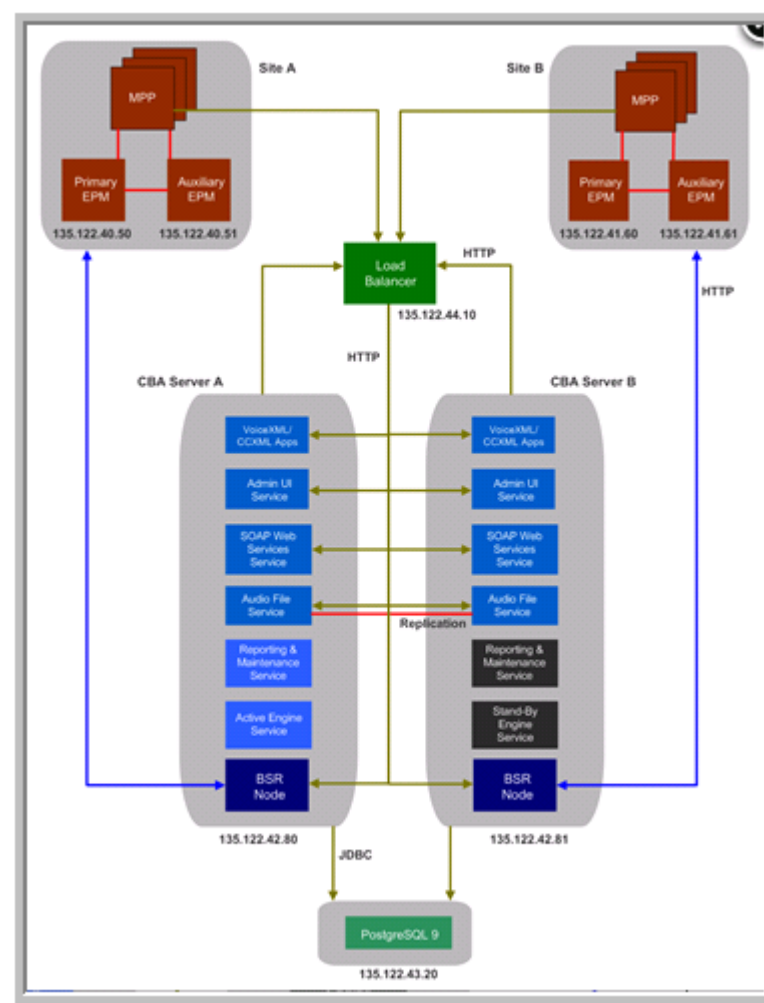 Site A
Site B
MPP
MPP
Primary
EPM
Auxiliary
EPM
Primary
EPM
Auxiliary
EPM
135.122.40.50
135.122.40.51
135.122.41.60
135.122.41.61
HTTP
Load
Balancer
HTTP
135.122.44.10
HTTP
CBA Server A
CBA Server B
VoiceXML/
CCXML Apps
VoiceXML/
CCXML Apps
Admin UI
Service
Admin UI
Service
SOAP Web
Services
Service
SOAP Web
Services
Service
Audio File
Service
Audio File
Service
Replication
Reporting &
Maintenance
Service
Reporting &
Maintenance
Service
Active Engine
Service
Stand-By
Engine
Service
BSR
Node
BSR
Node
135.122.42.80
135.122.42.81
JDBC
PostgreSQL 9
135.122.43.20